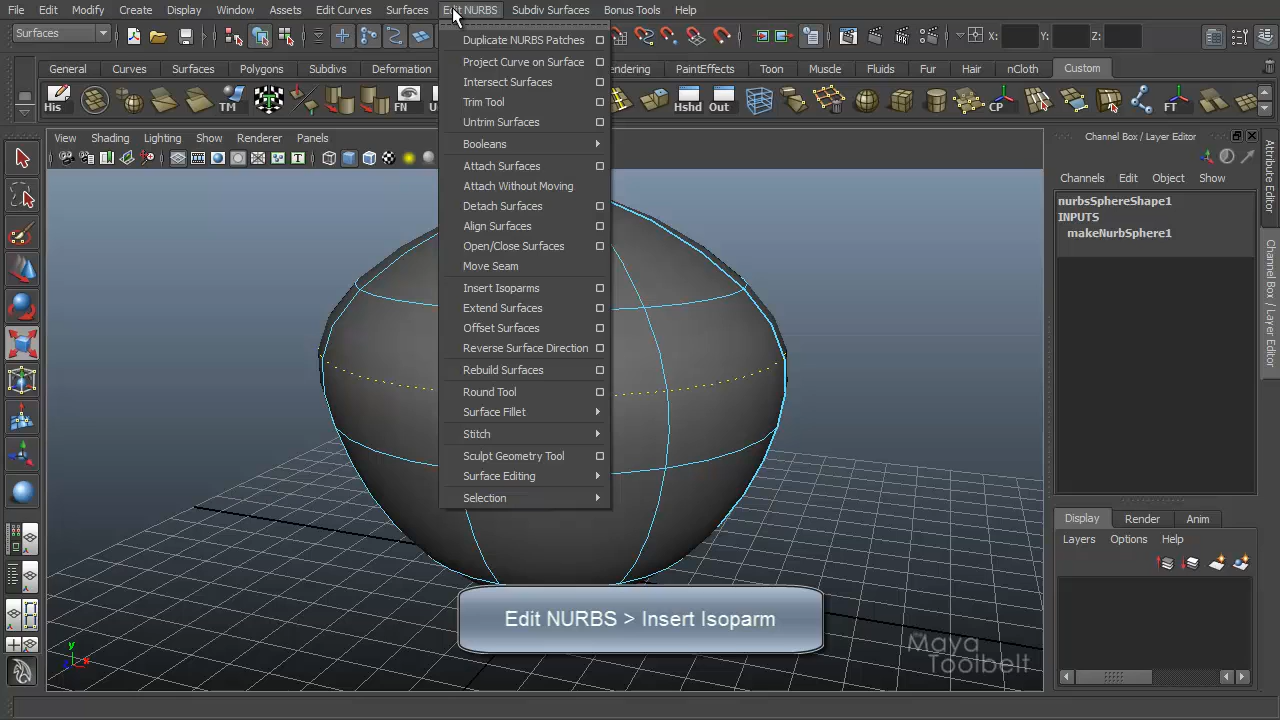 File Edit Modify Create Display Window Assets Edit Curves Surfaces Edit NURBS Subdiv Surfaces Bonus Tools Help
Surfaces
X: Y: Z:
General Curves Surfaces Polygons Subdivs Deformation
PaintEffects Toon Muscle Fluids Fur Hair nCloth Custom
His TM FN Hshd Out CP FT
View Shading Lighting Show Renderer Panels
Duplicate NURBS Patches
Project Curve on Surface
Intersect Surfaces
Trim Tool
Untrim Surfaces
Booleans
Attach Surfaces
Attach Without Moving
Detach Surfaces
Align Surfaces
Open/Close Surfaces
Move Seam
Insert Isoparms
Extend Surfaces
Offset Surfaces
Reverse Surface Direction
Rebuild Surfaces
Round Tool
Surface Fillet
Stitch
Sculpt Geometry Tool
Surface Editing
Selection
Channel Box / Layer Editor
Channels Edit Object Show
nurbsSphereShape1
INPUTS
makeNurbSphere1
Attribute Editor
Channel Box / Layer Editor
Display Render Anim
Layers Options Help
Edit NURBS > Insert Isoparm
Maya
Toolbelt
y
z x